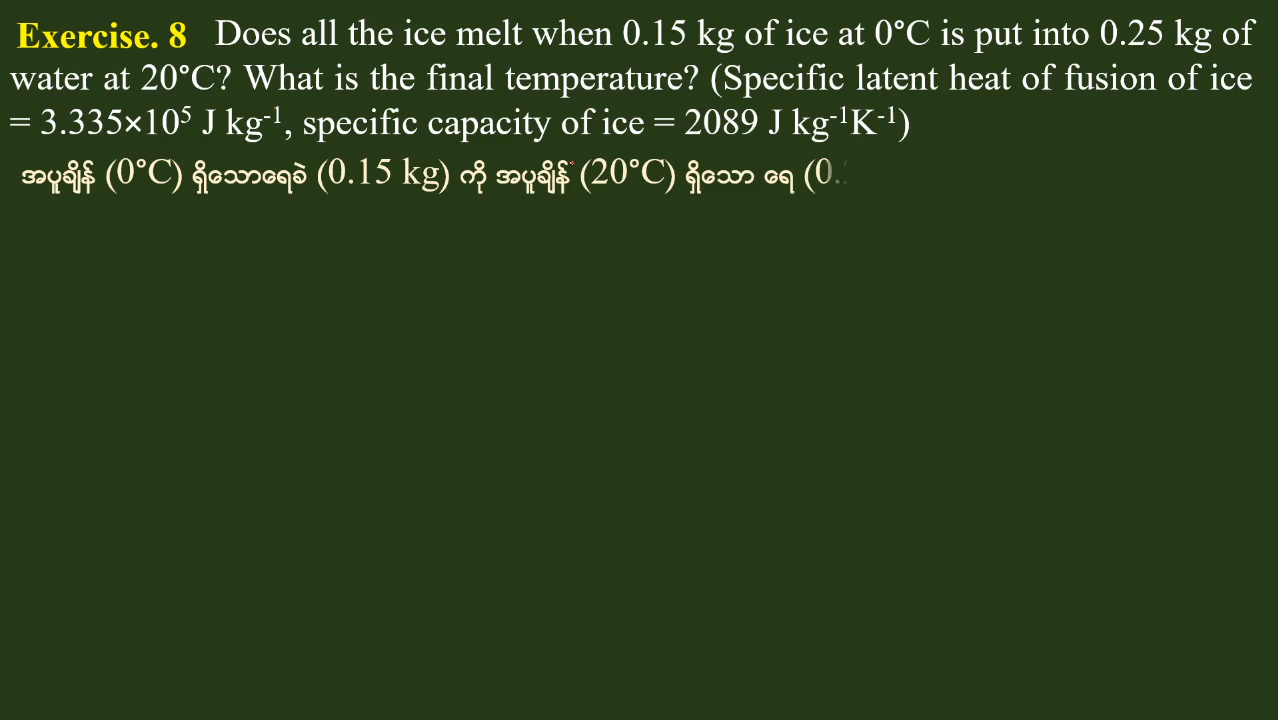 Exercise. 8 Does all the ice melt when 0.15 kg of ice at 0°C is put into 0.25 kg of
water at 20°C? What is the final temperature? (Specific latent heat of fusion of ice
= 3.335×10⁵ J kg⁻¹, specific capacity of ice = 2089 J kg⁻¹K⁻¹)
အပူချိန် (0°C) ရှိသောရေခဲ (0.15 kg) ကို အပူချိန် (20°C) ရှိသော ရေ (0.